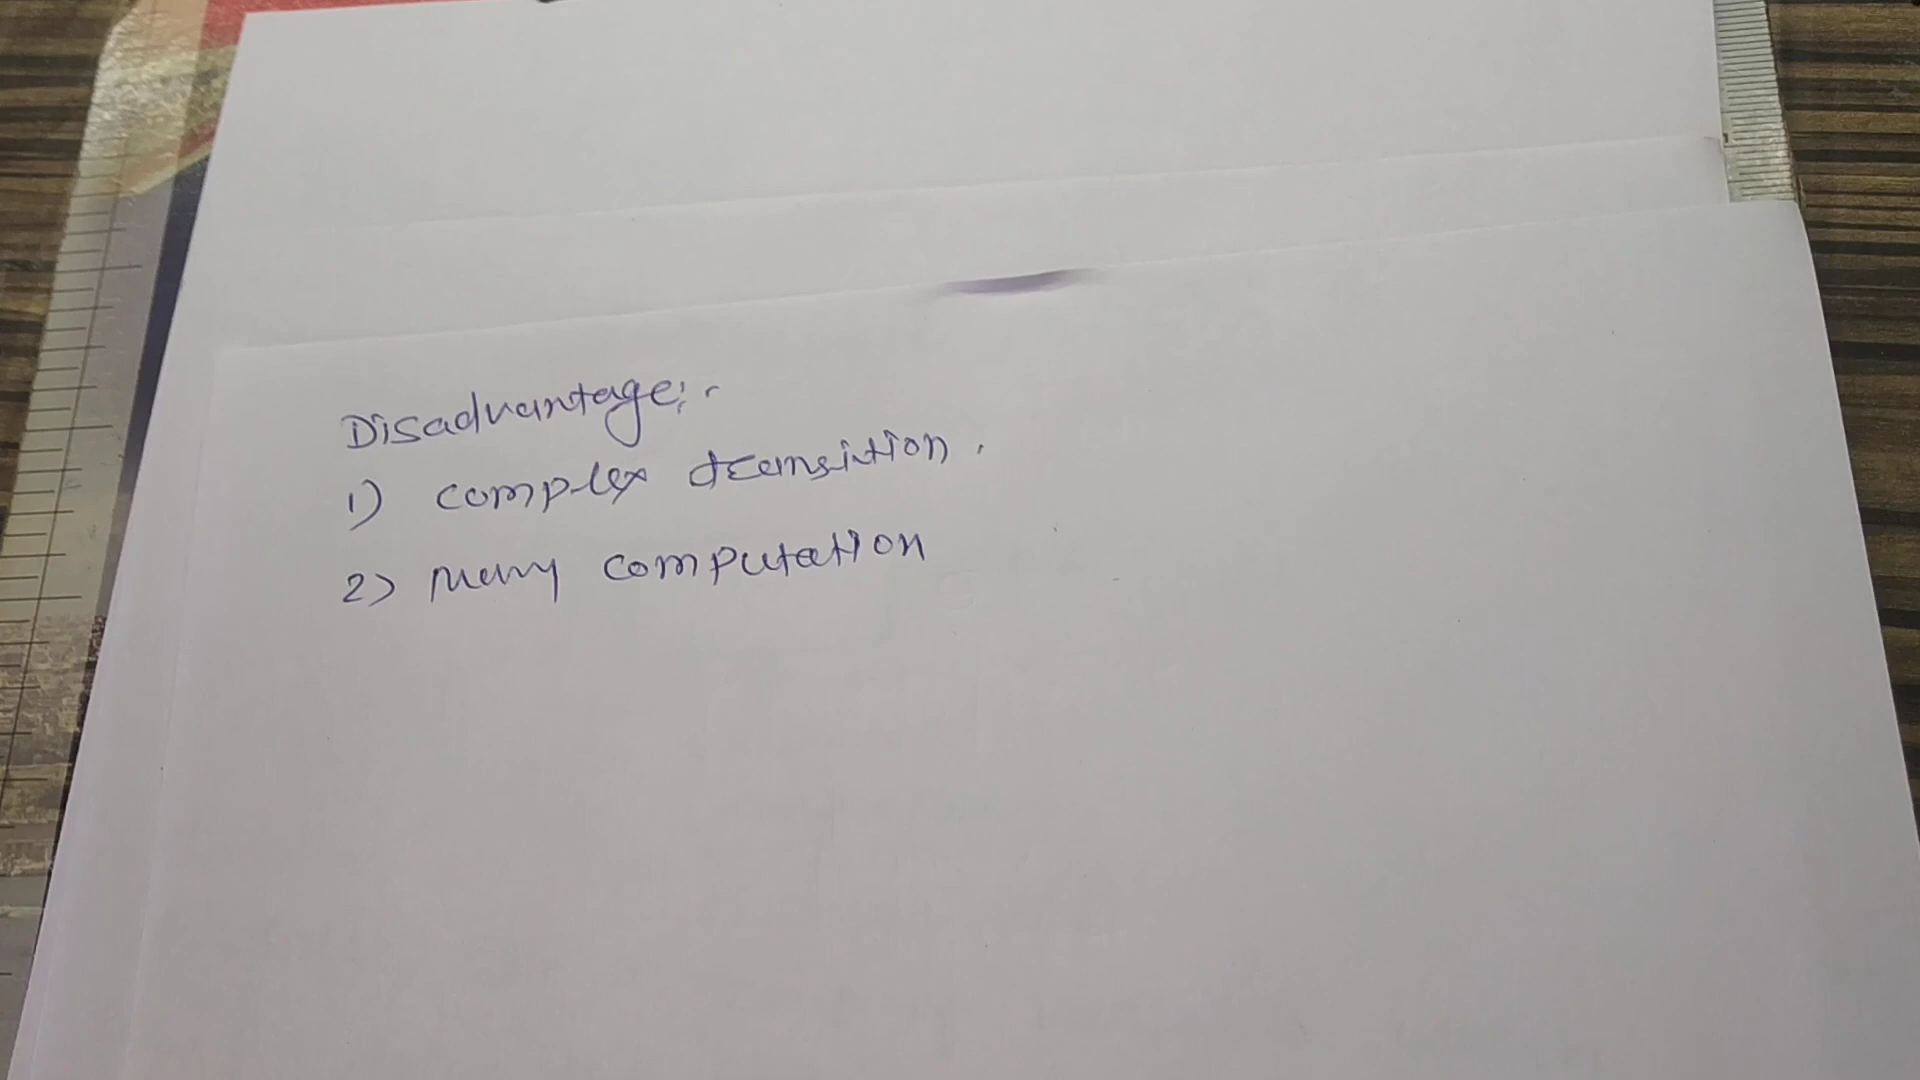 Disadvantage:-
1) complex transition.
2) Many computation